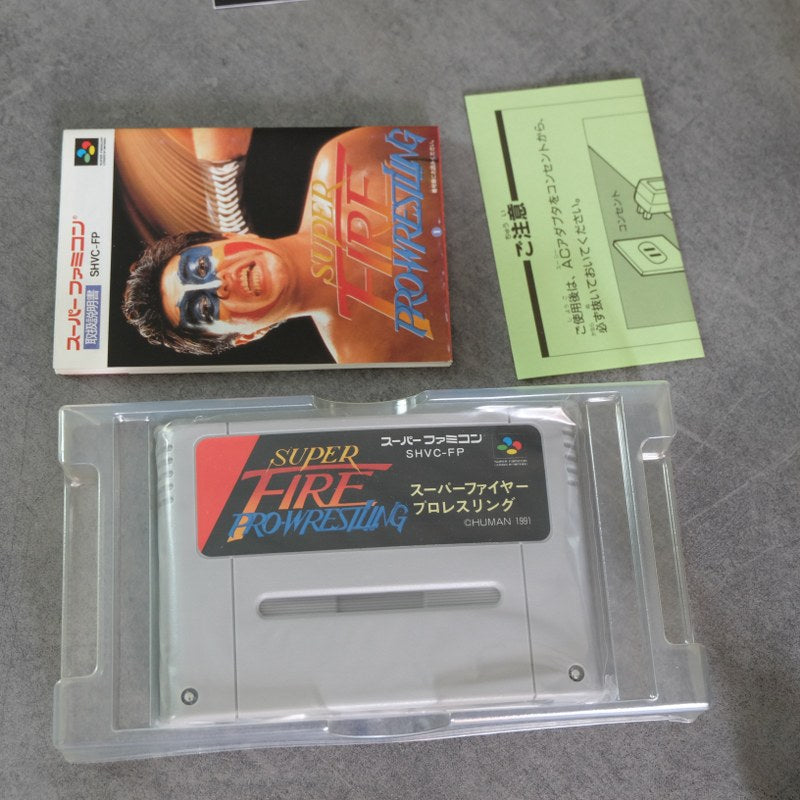 スーパーファミコン®
取扱説明書 SHVC-FP
SUPER
FIRE
PRO-WRESTLING
ご注意
ちゅうい
ご使用後は、ACアダプタをコンセントから、
必ず抜いておいてください。
コンセント
SUPER
FIRE
PRO-WRESTLING
スーパーファミコン
SHVC-FP
スーパーファイヤー
プロレスリング
©HUMAN 1991